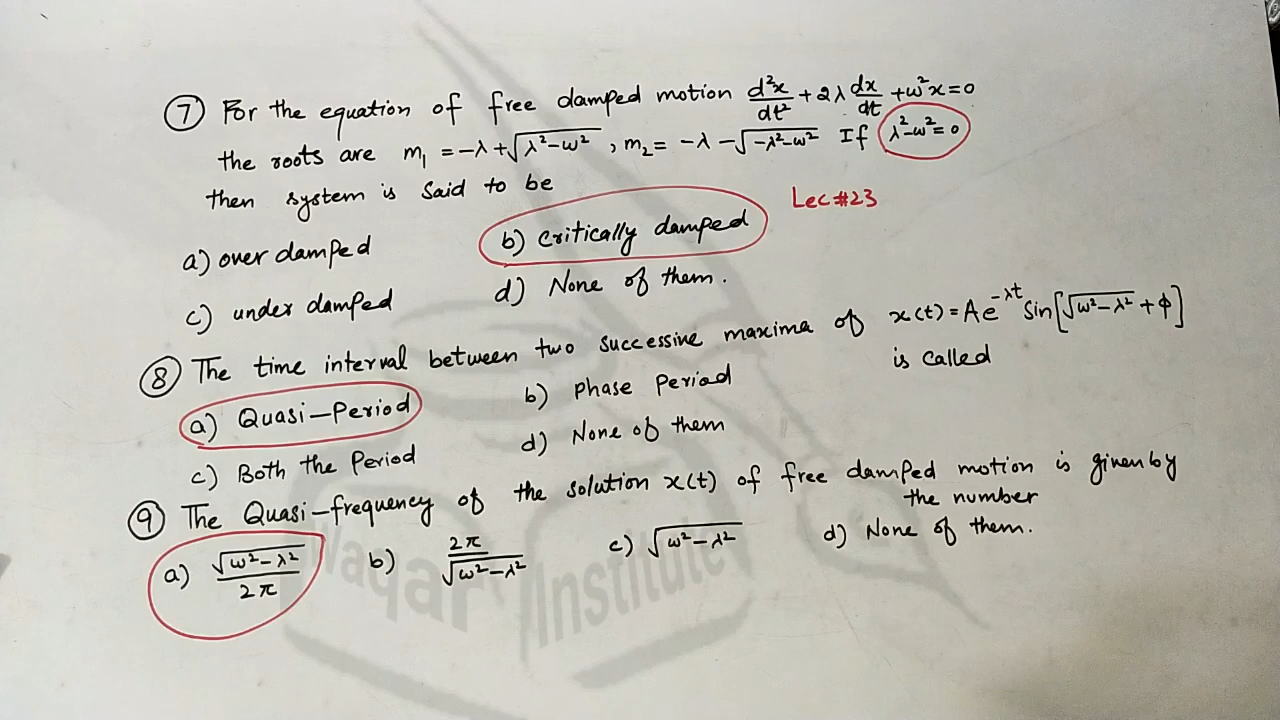 ⑦ For the equation of free damped motion d²x/dt² + 2λ dx/dt + ω²x = 0
the roots are m₁ = -λ + √(λ²-ω²) , m₂ = -λ - √(-λ²-ω²) If λ²-ω² = 0
then system is said to be
Lec#23
a) over damped b) critically damped
c) under damped d) None of them.
⑧ The time interval between two successive maxima of x(t) = Ae^(-λt) Sin[√(ω²-λ²) + φ]
is called
a) Quasi-Period b) Phase Period
c) Both the Period d) None of them
⑨ The Quasi-frequency of the solution x(t) of free damped motion is given by
the number
a) √(ω²-λ²)/2π b) 2π/√(ω²-λ²) c) √(ω²-λ²) d) None of them.
Waqar Institute